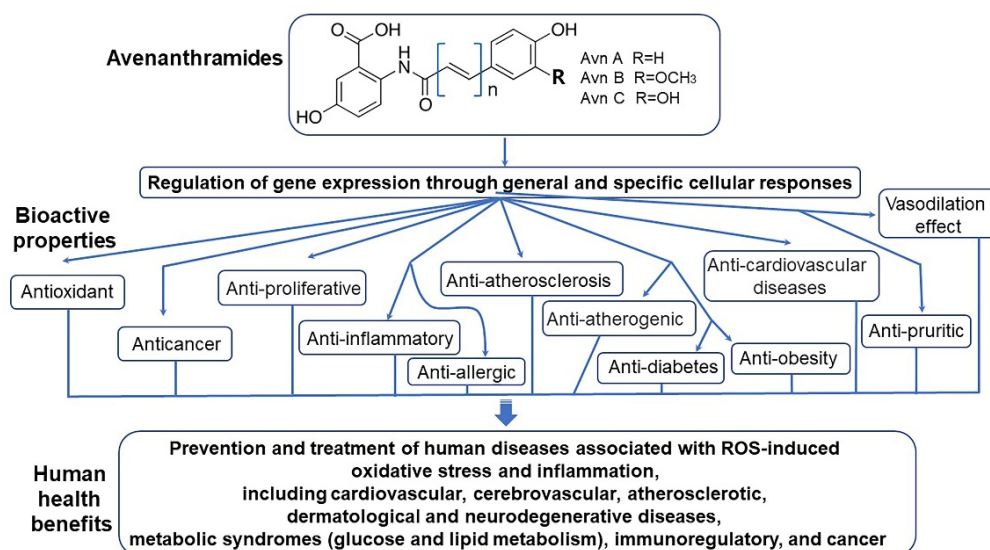 Avenanthramides
OH
O
OH
HN
O
n
R
HO
Avn A R=H
Avn B R=OCH₃
Avn C R=OH
Regulation of gene expression through general and specific cellular responses
Bioactive
properties
Vasodilation
effect
Antioxidant
Anticancer
Anti-proliferative
Anti-inflammatory
Anti-allergic
Anti-atherosclerosis
Anti-atherogenic
Anti-diabetes
Anti-obesity
Anti-cardiovascular
diseases
Anti-pruritic
Human
health
benefits
Prevention and treatment of human diseases associated with ROS-induced
oxidative stress and inflammation,
including cardiovascular, cerebrovascular, atherosclerotic,
dermatological and neurodegenerative diseases,
metabolic syndromes (glucose and lipid metabolism), immunoregulatory, and cancer